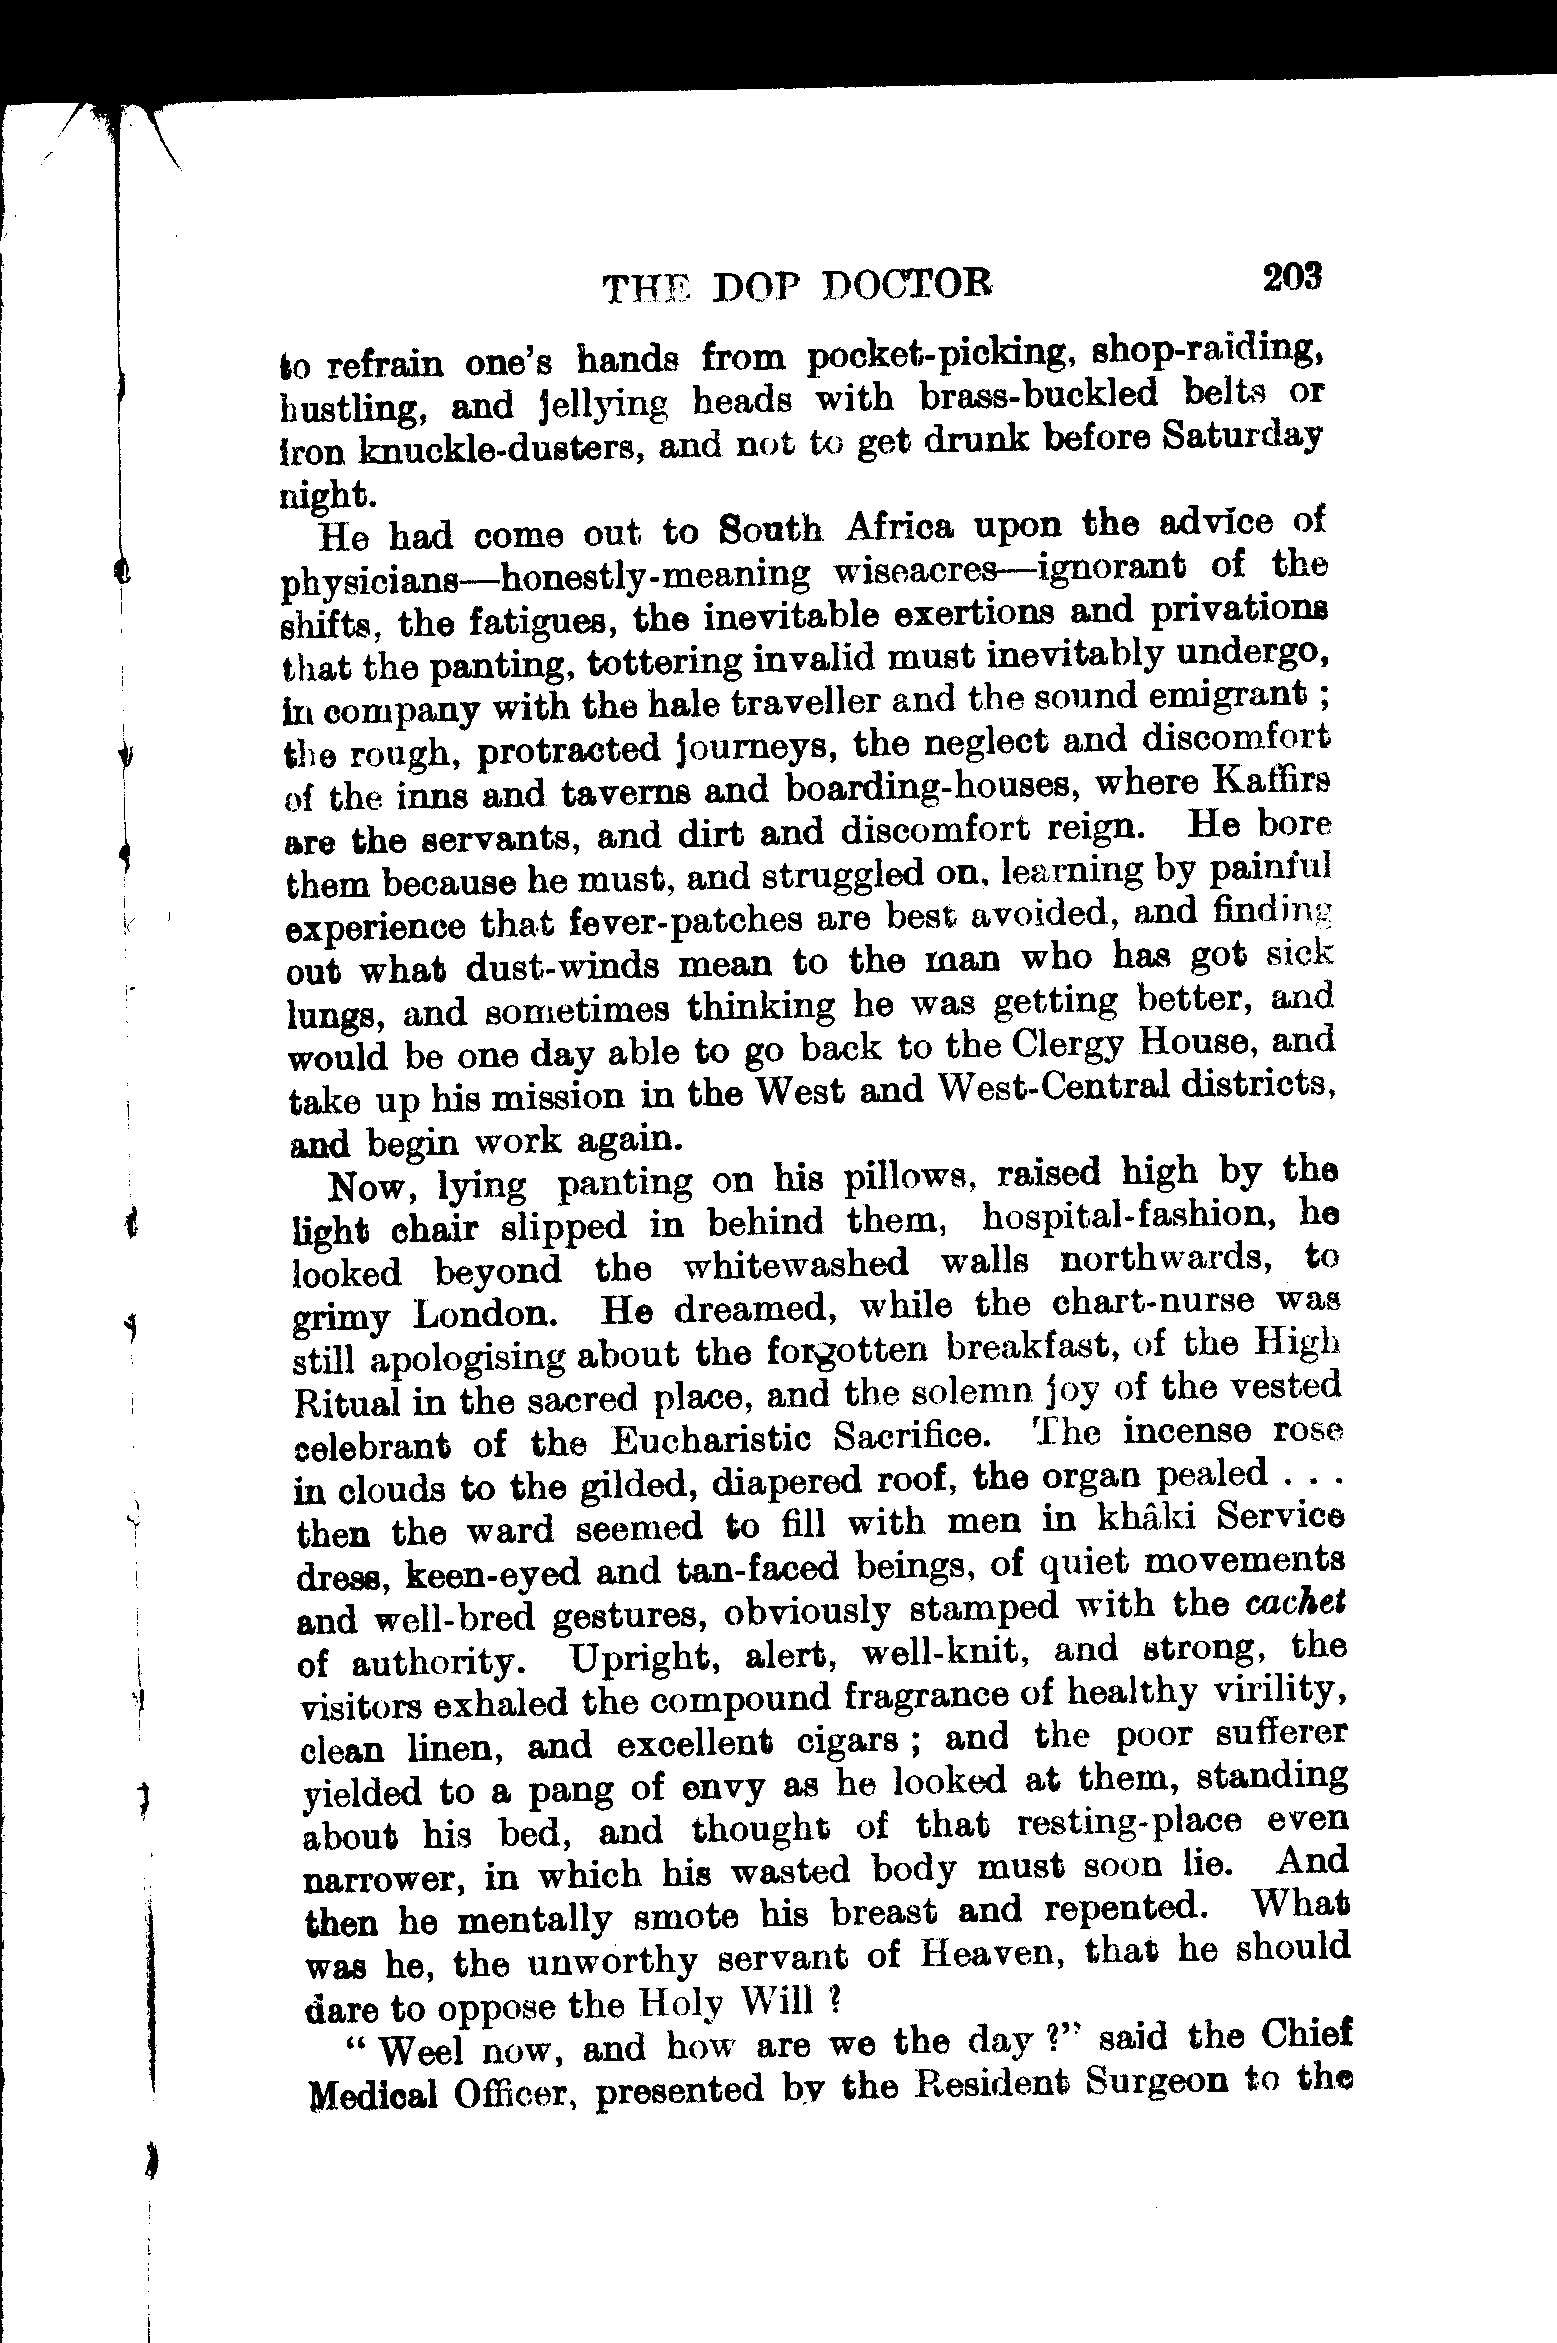 THE DOP DOCTOR 203
to refrain one's hands from pocket-picking, shop-raiding,
hustling, and jellying heads with brass-buckled belts or
iron knuckle-dusters, and not to get drunk before Saturday
night.
He had come out to South Africa upon the advice of
physicians—honestly-meaning wiseacres—ignorant of the
shifts, the fatigues, the inevitable exertions and privations
that the panting, tottering invalid must inevitably undergo,
in company with the hale traveller and the sound emigrant ;
the rough, protracted journeys, the neglect and discomfort
of the inns and taverns and boarding-houses, where Kaffirs
are the servants, and dirt and discomfort reign. He bore
them because he must, and struggled on, learning by painful
experience that fever-patches are best avoided, and finding
out what dust-winds mean to the man who has got sick
lungs, and sometimes thinking he was getting better, and
would be one day able to go back to the Clergy House, and
take up his mission in the West and West-Central districts,
and begin work again.
Now, lying panting on his pillows, raised high by the
light chair slipped in behind them, hospital-fashion, he
looked beyond the whitewashed walls northwards, to
grimy London. He dreamed, while the chart-nurse was
still apologising about the forgotten breakfast, of the High
Ritual in the sacred place, and the solemn joy of the vested
celebrant of the Eucharistic Sacrifice. The incense rose
in clouds to the gilded, diapered roof, the organ pealed . . .
then the ward seemed to fill with men in khâki Service
dress, keen-eyed and tan-faced beings, of quiet movements
and well-bred gestures, obviously stamped with the cachet
of authority. Upright, alert, well-knit, and strong, the
visitors exhaled the compound fragrance of healthy virility,
clean linen, and excellent cigars ; and the poor sufferer
yielded to a pang of envy as he looked at them, standing
about his bed, and thought of that resting-place even
narrower, in which his wasted body must soon lie. And
then he mentally smote his breast and repented. What
was he, the unworthy servant of Heaven, that he should
dare to oppose the Holy Will ?
" Weel now, and how are we the day ?" said the Chief
Medical Officer, presented by the Resident Surgeon to the